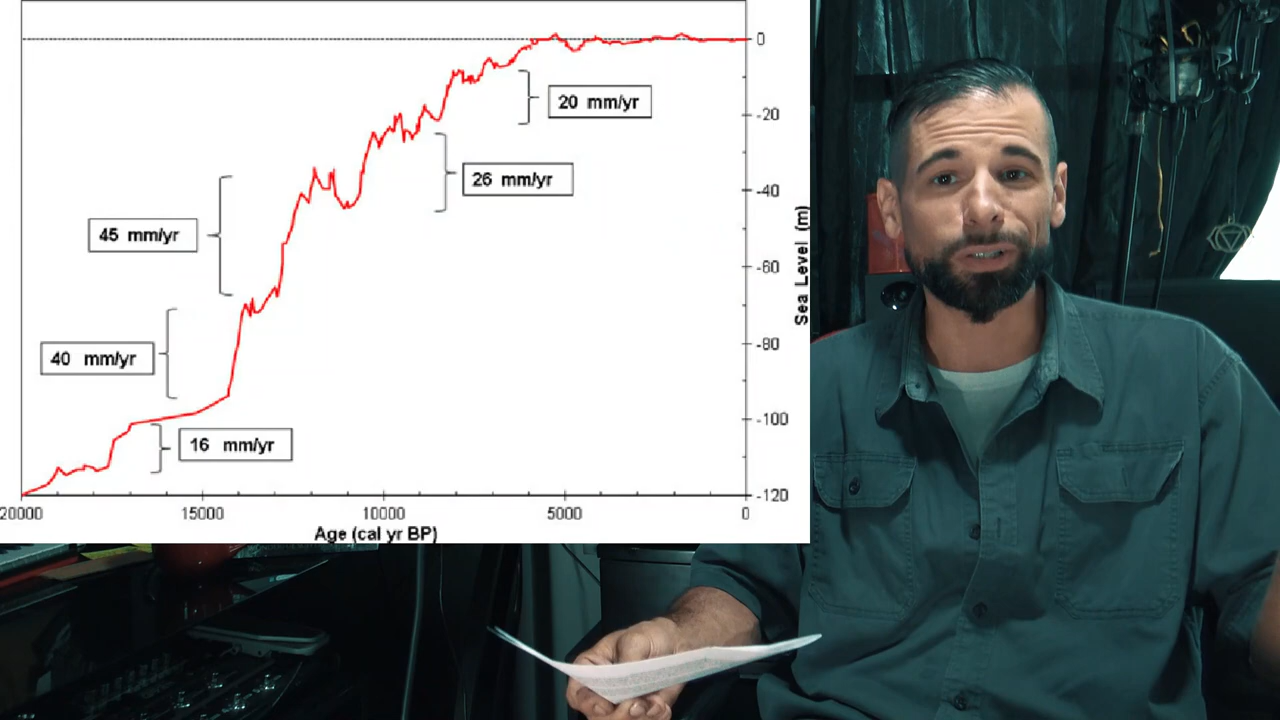 0
20 mm/yr
-20
26 mm/yr
-40
45 mm/yr
-60
Sea Level (m)
40 mm/yr
-80
-100
16 mm/yr
-120
20000 15000 10000 5000 0
Age (cal yr BP)